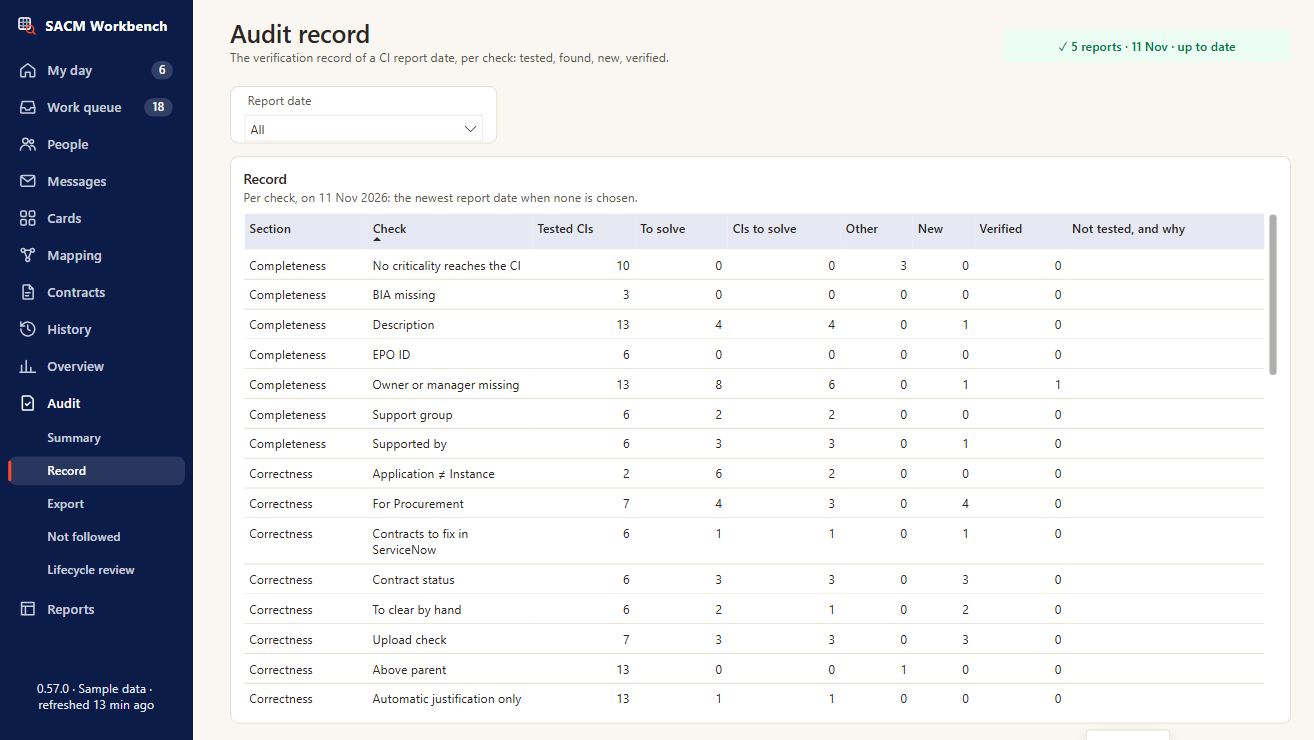 SACM Workbench
My day 6
Work queue 18
People
Messages
Cards
Mapping
Contracts
History
Overview
Audit
Summary
Record
Export
Not followed
Lifecycle review
Reports
0.57.0 · Sample data ·
refreshed 13 min ago
Audit record
The verification record of a CI report date, per check: tested, found, new, verified.
✓ 5 reports · 11 Nov · up to date
Report date
All
Record
Per check, on 11 Nov 2026: the newest report date when none is chosen.
Section Check Tested CIs To solve CIs to solve Other New Verified Not tested, and why
Completeness No criticality reaches the CI 10 0 0 3 0 0
Completeness BIA missing 3 0 0 0 0 0
Completeness Description 13 4 4 0 1 0
Completeness EPO ID 6 0 0 0 0 0
Completeness Owner or manager missing 13 8 6 0 1 1
Completeness Support group 6 2 2 0 0 0
Completeness Supported by 6 3 3 0 1 0
Correctness Application ≠ Instance 2 6 2 0 0 0
Correctness For Procurement 7 4 3 0 4 0
Correctness Contracts to fix in
ServiceNow 6 1 1 0 1 0
Correctness Contract status 6 3 3 0 3 0
Correctness To clear by hand 6 2 1 0 2 0
Correctness Upload check 7 3 3 0 3 0
Correctness Above parent 13 0 0 1 0 0
Correctness Automatic justification only 13 1 1 0 0 0